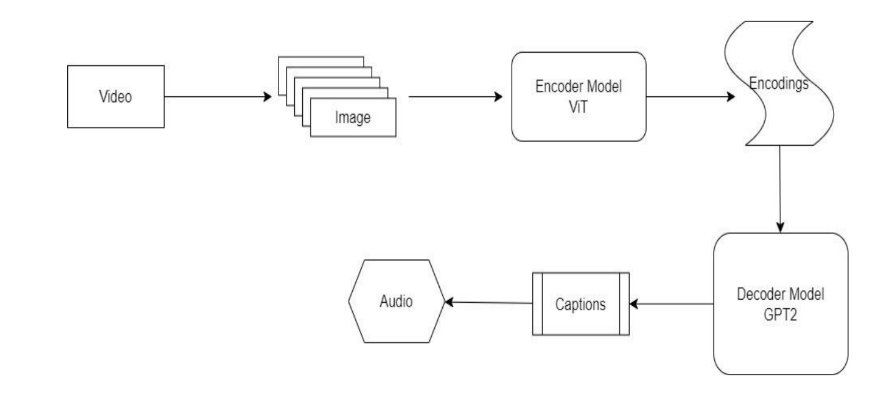 Video
Image
Encoder Model
ViT
Encodings
Decoder Model
GPT2
Captions
Audio